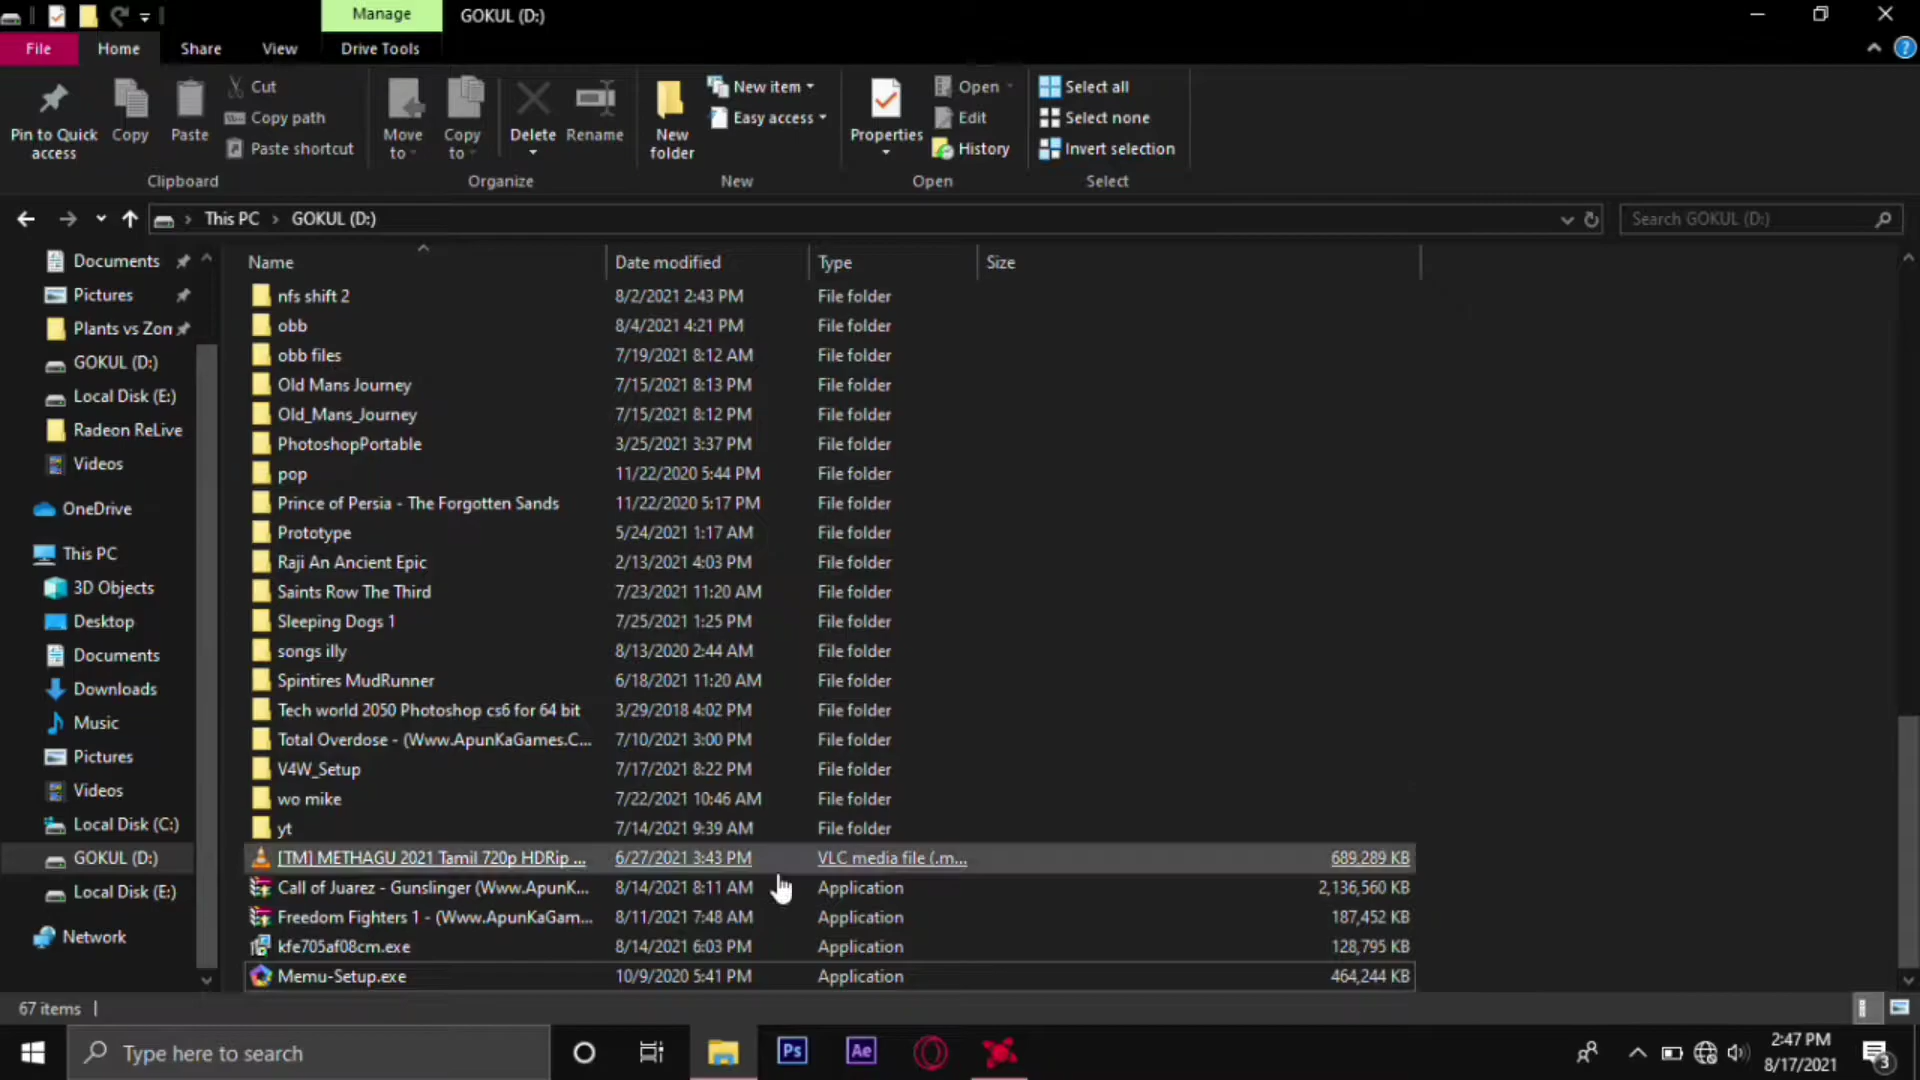 Manage
GOKUL (D:)
File
Home
Share
View
Drive Tools
Pin to Quick access
Copy
Paste
Cut
Copy path
Paste shortcut
Move to
Copy to
Delete
Rename
New folder
New item
Easy access
Properties
Open
Edit
History
Select all
Select none
Invert selection
Clipboard
Organize
New
Open
Select
This PC > GOKUL (D:)
Search GOKUL (D:)
Documents
Pictures
Plants vs Zon
GOKUL (D:)
Local Disk (E:)
Radeon ReLive
Videos
OneDrive
This PC
3D Objects
Desktop
Documents
Downloads
Music
Pictures
Videos
Local Disk (C:)
GOKUL (D:)
Local Disk (E:)
Network
Name Date modified Type Size
nfs shift 2 8/2/2021 2:43 PM File folder
obb 8/4/2021 4:21 PM File folder
obb files 7/19/2021 8:12 AM File folder
Old Mans Journey 7/15/2021 8:13 PM File folder
Old_Mans_Journey 7/15/2021 8:12 PM File folder
PhotoshopPortable 3/25/2021 3:37 PM File folder
pop 11/22/2020 5:44 PM File folder
Prince of Persia - The Forgotten Sands 11/22/2020 5:17 PM File folder
Prototype 5/24/2021 1:17 AM File folder
Raji An Ancient Epic 2/13/2021 4:03 PM File folder
Saints Row The Third 7/23/2021 11:20 AM File folder
Sleeping Dogs 1 7/25/2021 1:25 PM File folder
songs illy 8/13/2020 2:44 AM File folder
Spintires MudRunner 6/18/2021 11:20 AM File folder
Tech world 2050 Photoshop cs6 for 64 bit 3/29/2018 4:02 PM File folder
Total Overdose - (Www.ApunKaGames.C... 7/10/2021 3:00 PM File folder
V4W_Setup 7/17/2021 8:22 PM File folder
wo mike 7/22/2021 10:46 AM File folder
yt 7/14/2021 9:39 AM File folder
[TM] METHAGU 2021 Tamil 720p HDRip ... 6/27/2021 3:43 PM VLC media file (.m... 689,289 KB
Call of Juarez - Gunslinger (Www.ApunK... 8/14/2021 8:11 AM Application 2,136,560 KB
Freedom Fighters 1 - (Www.ApunKaGam... 8/11/2021 7:48 AM Application 187,452 KB
kfe705af08cm.exe 8/14/2021 6:03 PM Application 128,795 KB
Memu-Setup.exe 10/9/2020 5:41 PM Application 464,244 KB
67 items
Type here to search
Ps
Ae
2:47 PM
8/17/2021
3